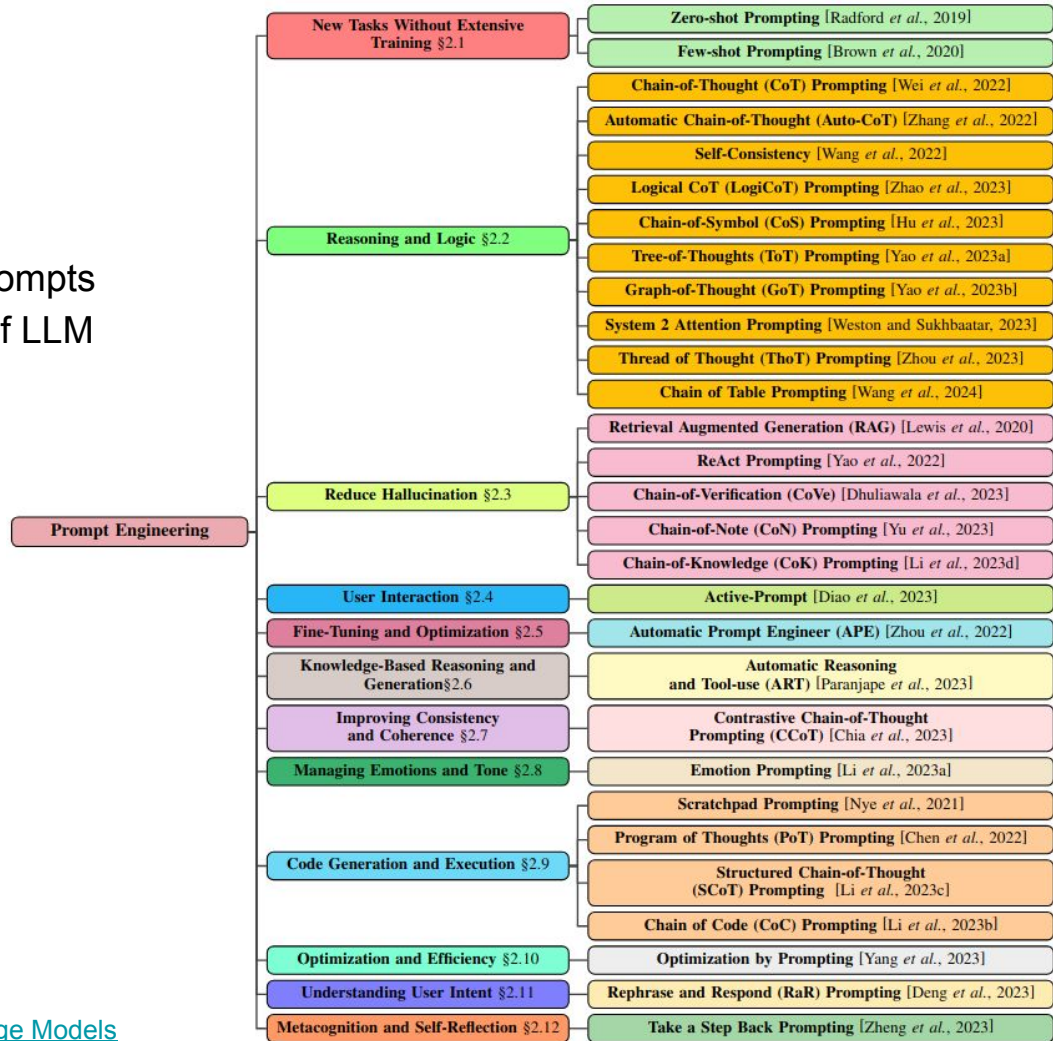 New Tasks Without Extensive
Training §2.1
Zero-shot Prompting [Radford et al., 2019]
Few-shot Prompting [Brown et al., 2020]
ompts
f LLM
Reasoning and Logic §2.2
Chain-of-Thought (CoT) Prompting [Wei et al., 2022]
Automatic Chain-of-Thought (Auto-CoT) [Zhang et al., 2022]
Self-Consistency [Wang et al., 2022]
Logical CoT (LogiCoT) Prompting [Zhao et al., 2023]
Chain-of-Symbol (CoS) Prompting [Hu et al., 2023]
Tree-of-Thoughts (ToT) Prompting [Yao et al., 2023a]
Graph-of-Thought (GoT) Prompting [Yao et al., 2023b]
System 2 Attention Prompting [Weston and Sukhbaatar, 2023]
Thread of Thought (ThoT) Prompting [Zhou et al., 2023]
Chain of Table Prompting [Wang et al., 2024]
Prompt Engineering
Reduce Hallucination §2.3
Retrieval Augmented Generation (RAG) [Lewis et al., 2020]
ReAct Prompting [Yao et al., 2022]
Chain-of-Verification (CoVe) [Dhuliawala et al., 2023]
Chain-of-Note (CoN) Prompting [Yu et al., 2023]
Chain-of-Knowledge (CoK) Prompting [Li et al., 2023d]
User Interaction §2.4
Active-Prompt [Diao et al., 2023]
Fine-Tuning and Optimization §2.5
Automatic Prompt Engineer (APE) [Zhou et al., 2022]
Knowledge-Based Reasoning and
Generation§2.6
Automatic Reasoning
and Tool-use (ART) [Paranjape et al., 2023]
Improving Consistency
and Coherence §2.7
Contrastive Chain-of-Thought
Prompting (CCoT) [Chia et al., 2023]
Managing Emotions and Tone §2.8
Emotion Prompting [Li et al., 2023a]
Code Generation and Execution §2.9
Scratchpad Prompting [Nye et al., 2021]
Program of Thoughts (PoT) Prompting [Chen et al., 2022]
Structured Chain-of-Thought
(SCoT) Prompting [Li et al., 2023c]
Chain of Code (CoC) Prompting [Li et al., 2023b]
Optimization and Efficiency §2.10
Optimization by Prompting [Yang et al., 2023]
Understanding User Intent §2.11
Rephrase and Respond (RaR) Prompting [Deng et al., 2023]
Metacognition and Self-Reflection §2.12
Take a Step Back Prompting [Zheng et al., 2023]
ge Models